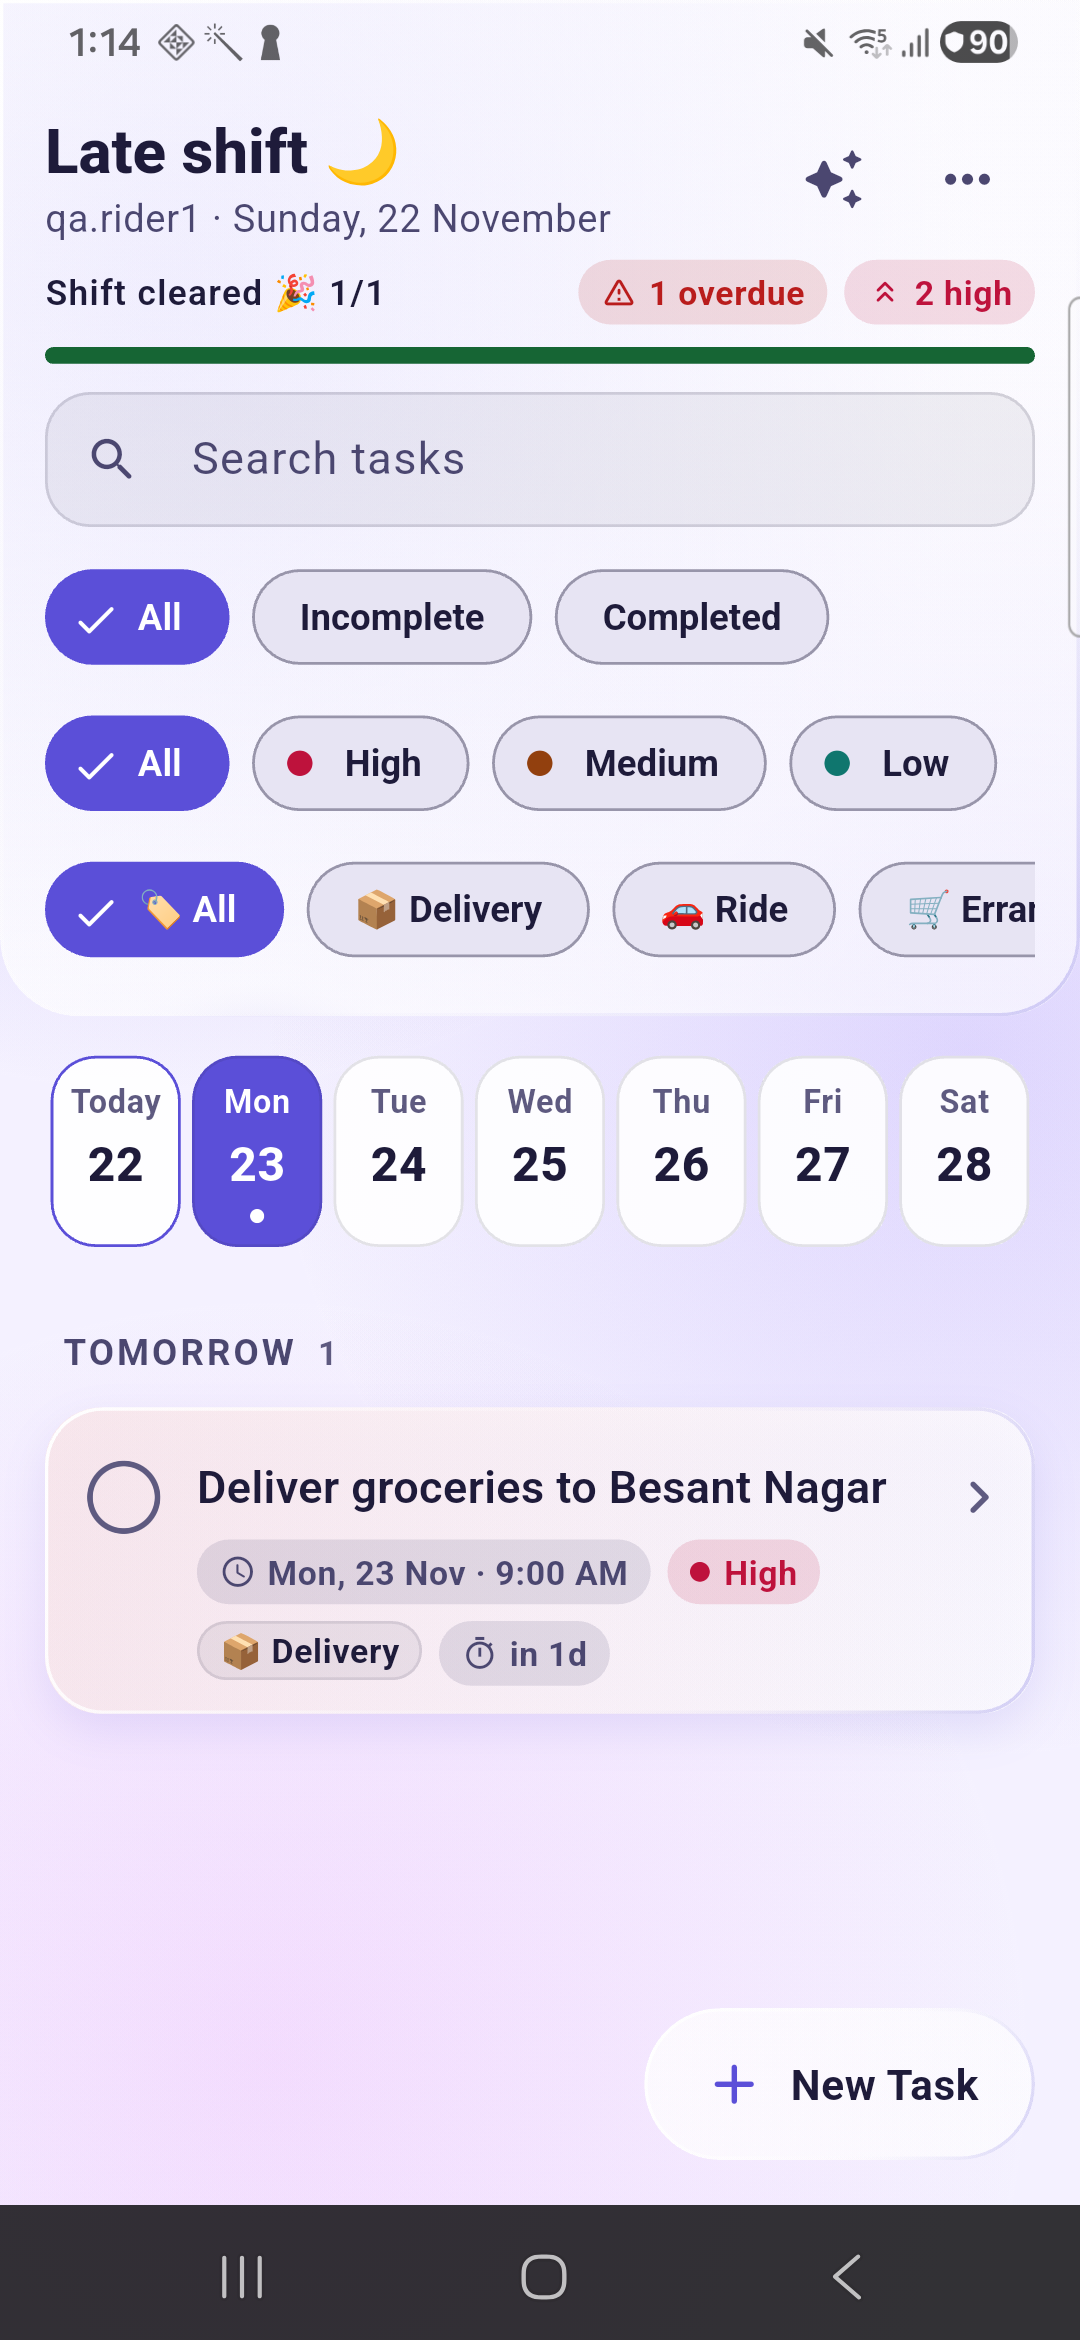 1:14
5
90
Late shift 🌙
qa.rider1 · Sunday, 22 November
Shift cleared 🎉 1/1
1 overdue
2 high
Search tasks
All Incomplete Completed
All High Medium Low
🏷️ All 📦 Delivery 🚗 Ride 🛒 Erran
Today Mon Tue Wed Thu Fri Sat
22 23 24 25 26 27 28
TOMORROW 1
Deliver groceries to Besant Nagar
Mon, 23 Nov · 9:00 AM High
📦 Delivery in 1d
New Task